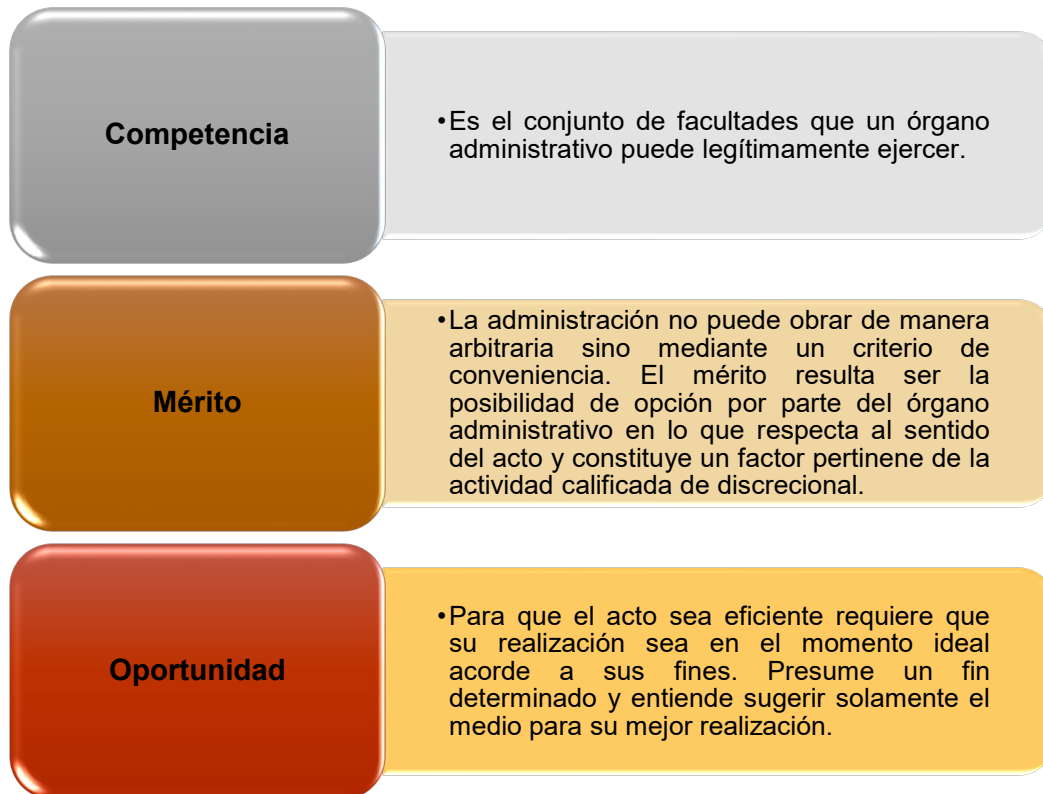 Competencia
•Es el conjunto de facultades que un órgano
administrativo puede legítimamente ejercer.
Mérito
•La administración no puede obrar de manera
arbitraria sino mediante un criterio de
conveniencia. El mérito resulta ser la
posibilidad de opción por parte del órgano
administrativo en lo que respecta al sentido
del acto y constituye un factor pertinene de la
actividad calificada de discrecional.
Oportunidad
•Para que el acto sea eficiente requiere que
su realización sea en el momento ideal
acorde a sus fines. Presume un fin
determinado y entiende sugerir solamente el
medio para su mejor realización.